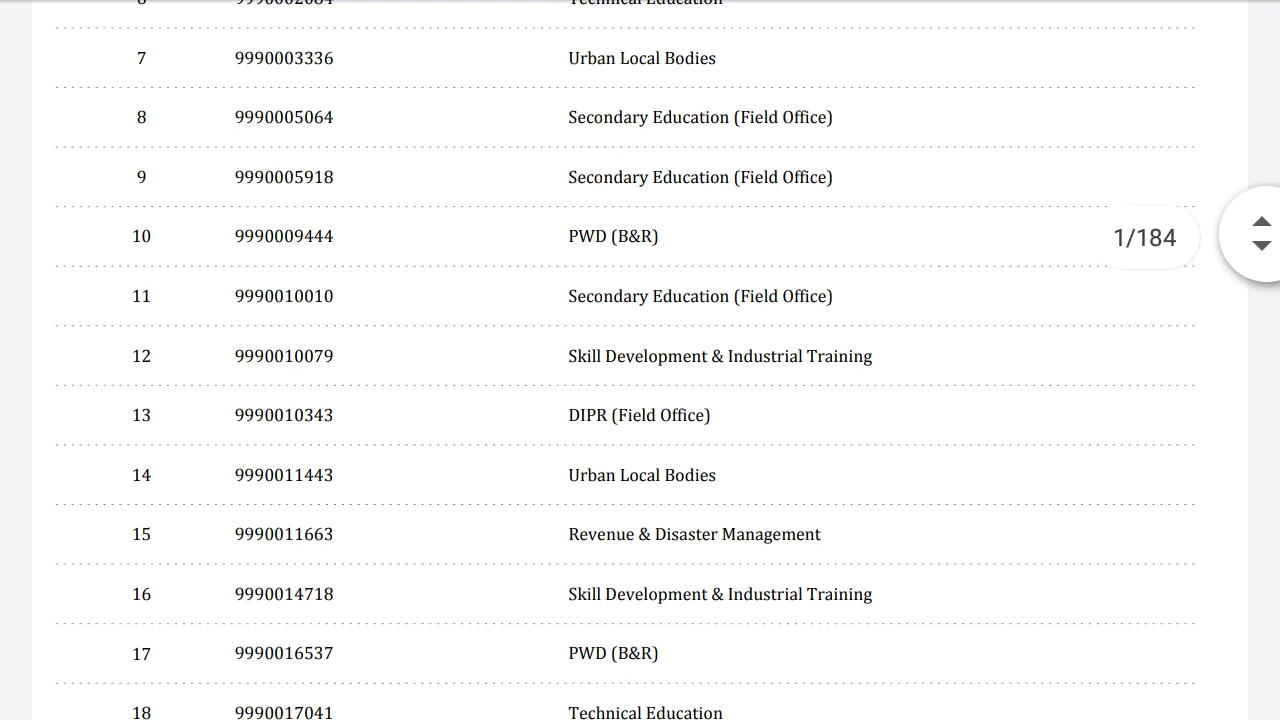 Technical Education
7 9990003336 Urban Local Bodies
8 9990005064 Secondary Education (Field Office)
9 9990005918 Secondary Education (Field Office)
10 9990009444 PWD (B&R)
1/184
11 9990010010 Secondary Education (Field Office)
12 9990010079 Skill Development & Industrial Training
13 9990010343 DIPR (Field Office)
14 9990011443 Urban Local Bodies
15 9990011663 Revenue & Disaster Management
16 9990014718 Skill Development & Industrial Training
17 9990016537 PWD (B&R)
18 9990017041 Technical Education